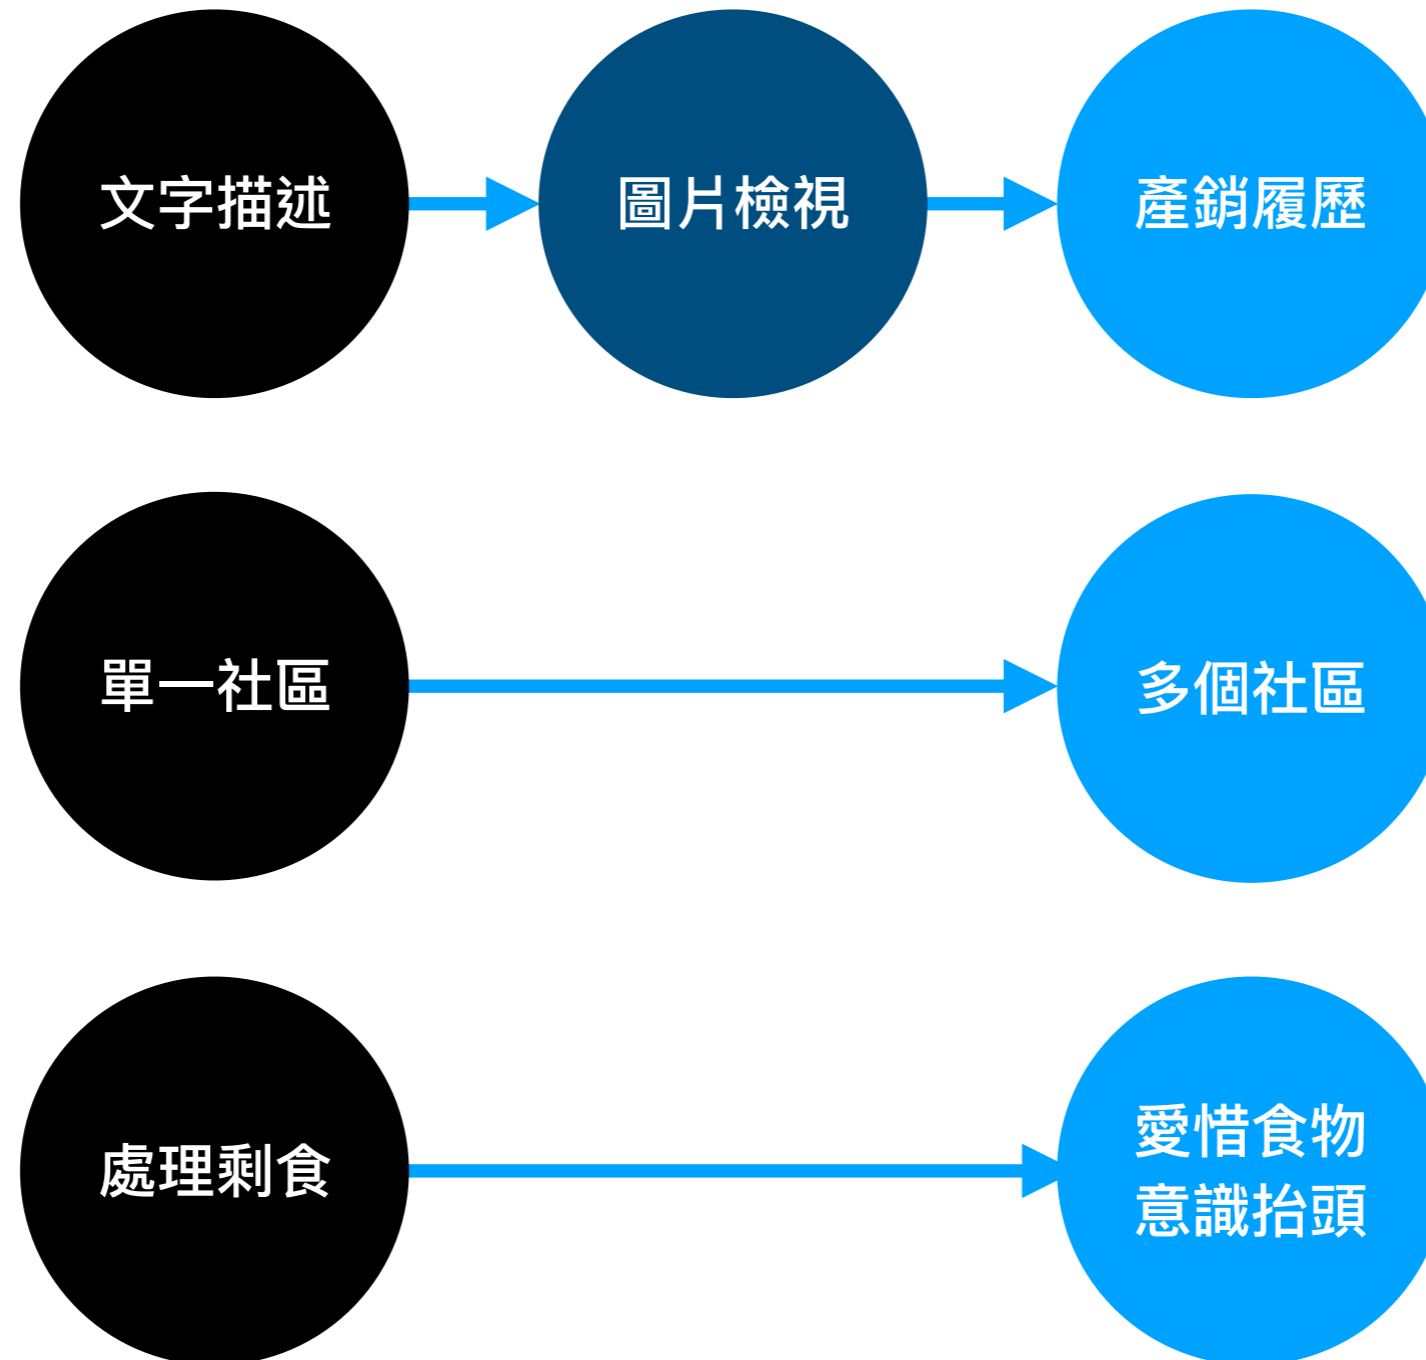 文字描述
圖片檢視
產銷履歷
單一社區
多個社區
處理剩食
愛惜食物
意識抬頭